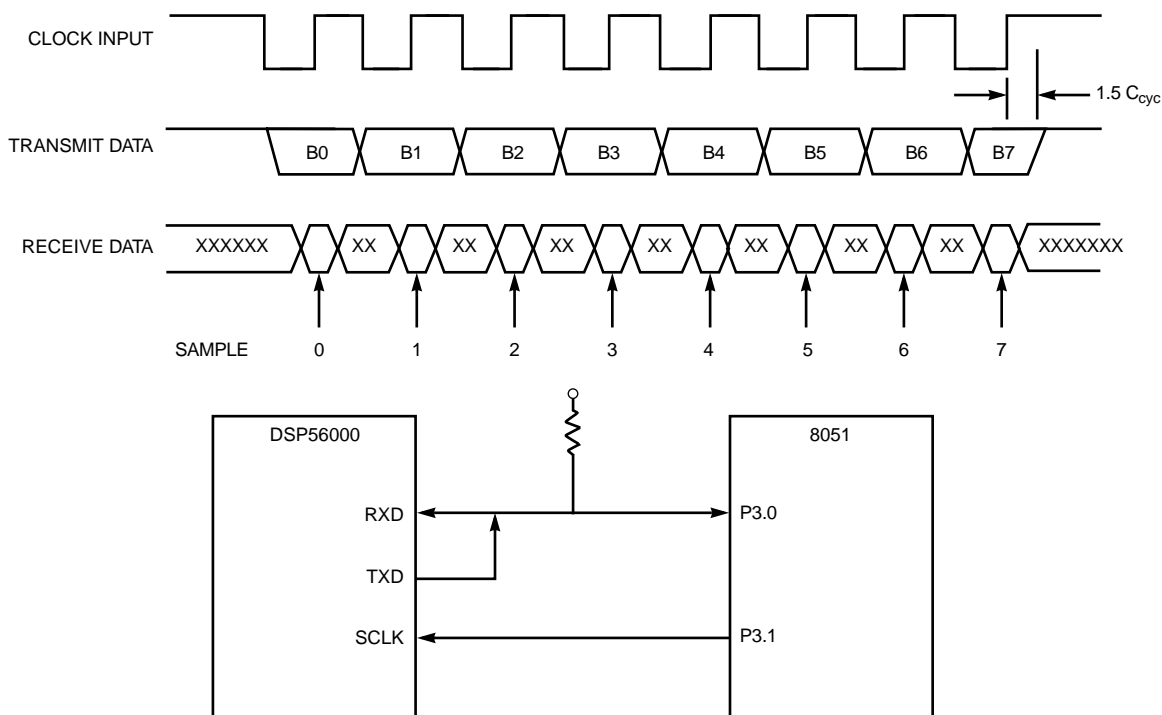 CLOCK INPUT
1.5 Ccyc
TRANSMIT DATA B0 B1 B2 B3 B4 B5 B6 B7
RECEIVE DATA XXXXXX XX XX XX XX XX XX XX XXXXXXX
SAMPLE 0 1 2 3 4 5 6 7
DSP56000 8051
RXD P3.0
TXD
SCLK P3.1